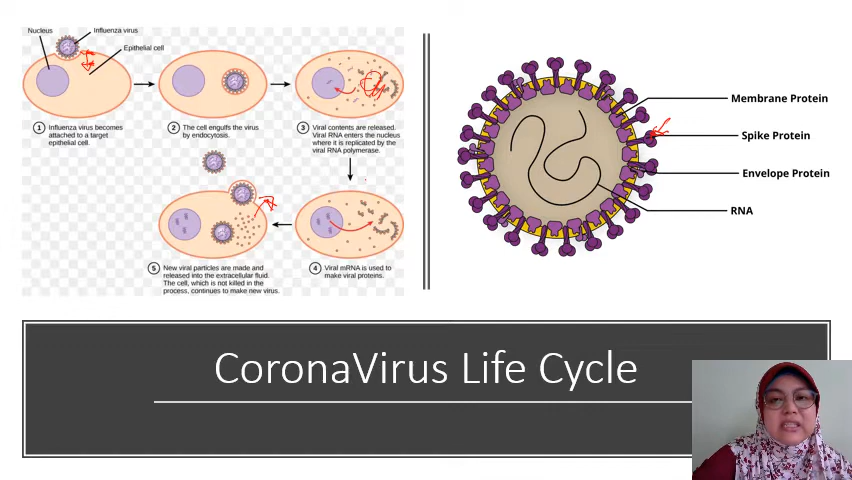 Nucleus
Influenza virus
Epithelial cell
1 Influenza virus becomes
attached to a target
epithelial cell.
2 The cell engulfs the virus
by endocytosis.
3 Viral contents are released.
Viral RNA enters the nucleus
where it is replicated by the
viral RNA polymerase.
5 New viral particles are made and
released into the extracellular fluid.
The cell, which is not killed in the
process, continues to make new virus.
4 Viral mRNA is used to
make viral proteins.
Membrane Protein
Spike Protein
Envelope Protein
RNA
CoronaVirus Life Cycle